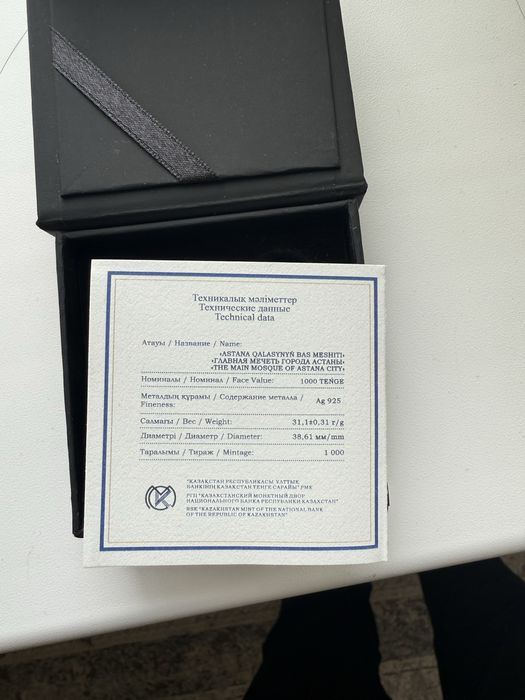 Техникалық мәліметтер
Технические данные
Technical data
Атауы / Название / Name:
«ASTANA QALASYNYŃ BAS MESHITI»
«ГЛАВНАЯ МЕЧЕТЬ ГОРОДА АСТАНЫ»
«THE MAIN MOSQUE OF ASTANA CITY»
Номиналы / Номинал / Face Value: 1000 TEŃGE
Металдың құрамы / Содержание металла /
Fineness: Ag 925
Салмағы / Вес / Weight: 31,1±0,31 г/g
Диаметрі / Диаметр / Diameter: 38,61 мм/mm
Таралымы / Тираж / Mintage: 1 000
"ҚАЗАҚСТАН РЕСПУБЛИКАСЫ ҰЛТТЫҚ
БАНКІНІҢ ҚАЗАҚСТАН ТЕҢГЕ САРАЙЫ" РМК
РГП "КАЗАХСТАНСКИЙ МОНЕТНЫЙ ДВОР
НАЦИОНАЛЬНОГО БАНКА РЕСПУБЛИКИ КАЗАХСТАН"
RSE "KAZAKHSTAN MINT OF THE NATIONAL BANK
OF THE REPUBLIC OF KAZAKHSTAN"